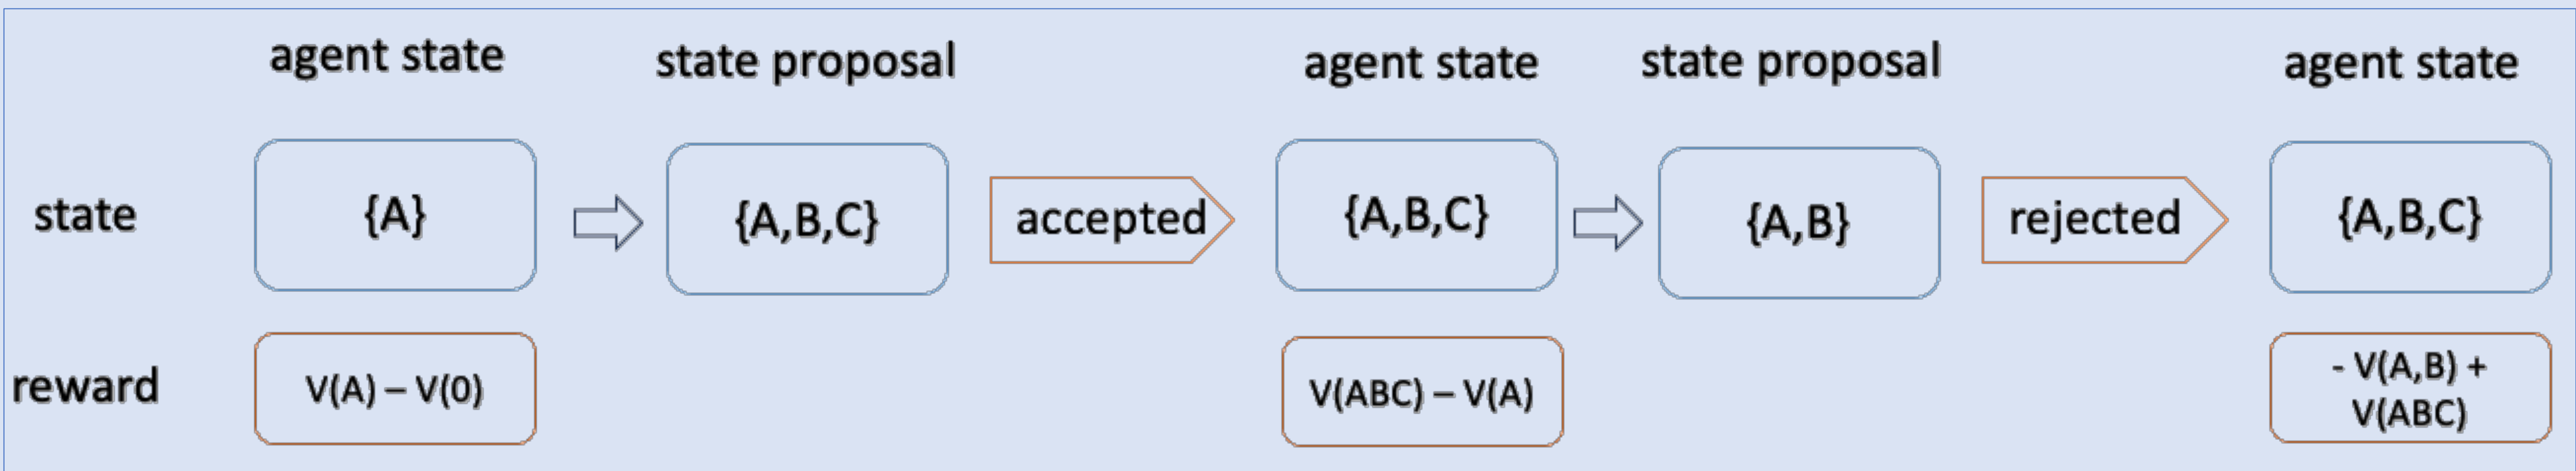 agent state
state proposal
agent state
state proposal
agent state
state
{A}
{A,B,C}
accepted
{A,B,C}
{A,B}
rejected
{A,B,C}
reward
V(A) – V(0)
V(ABC) – V(A)
- V(A,B) +
V(ABC)